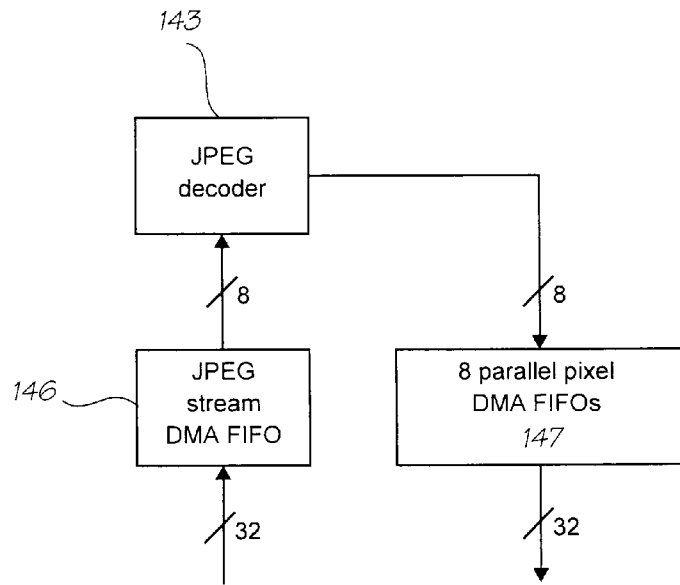 143
JPEG
decoder
8
8
146
JPEG
stream
DMA FIFO
8 parallel pixel
DMA FIFOs
147
32
32